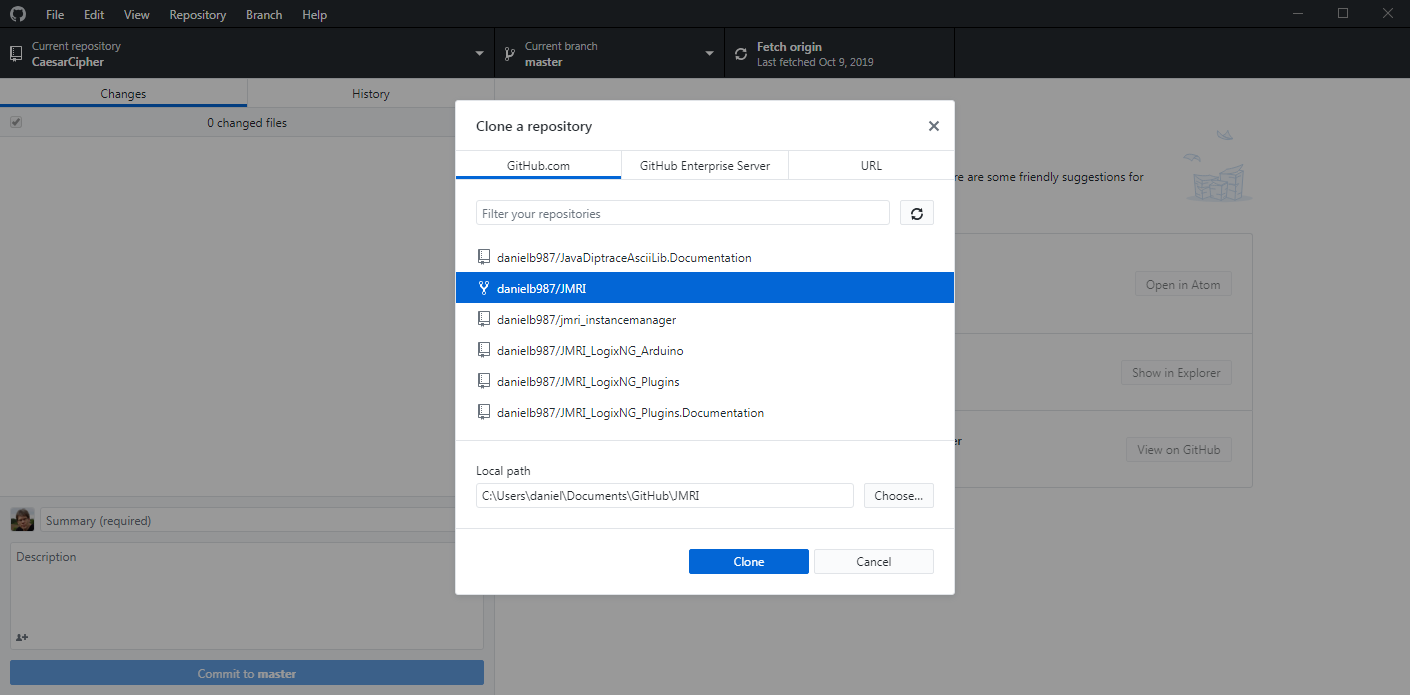 File Edit View Repository Branch Help
Current repository
CaesarCipher
Current branch
master
Fetch origin
Last fetched Oct 9, 2019
Changes History
0 changed files
Summary (required)
Description
Commit to master
re are some friendly suggestions for
Open in Atom
Show in Explorer
er
View on GitHub
Clone a repository
GitHub.com GitHub Enterprise Server URL
Filter your repositories
danielb987/JavaDiptraceAsciiLib.Documentation
danielb987/JMRI
danielb987/jmri_instancemanager
danielb987/JMRI_LogixNG_Arduino
danielb987/JMRI_LogixNG_Plugins
danielb987/JMRI_LogixNG_Plugins.Documentation
Local path
C:\Users\daniel\Documents\GitHub\JMRI Choose...
Clone Cancel